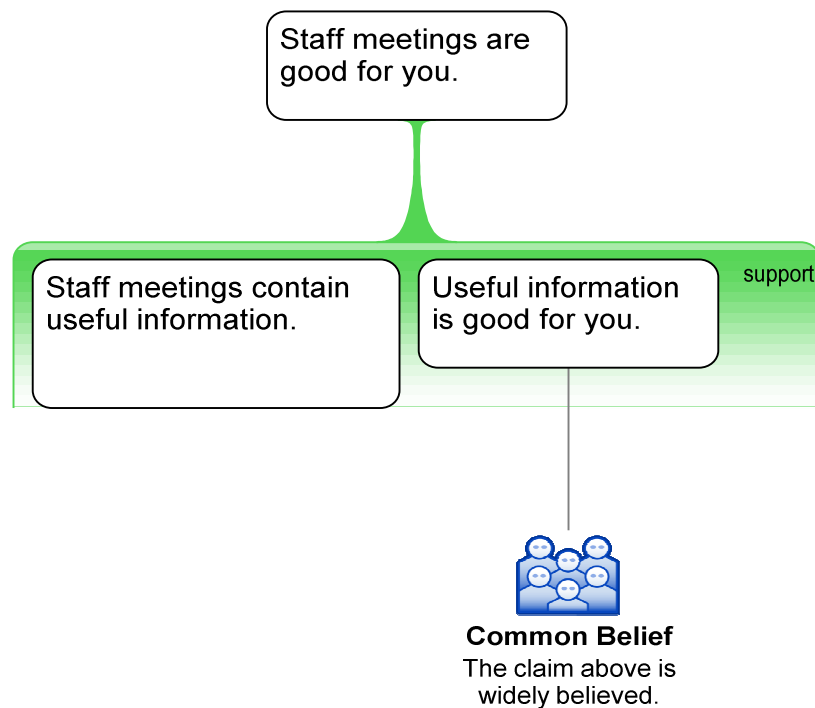 Staff meetings are
good for you.
support
Staff meetings contain
useful information.
Useful information
is good for you.
Common Belief
The claim above is
widely believed.